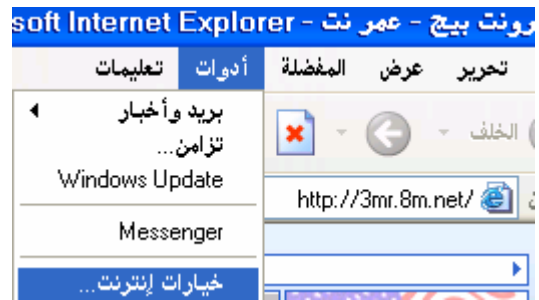 رونت بيج - عمر نت - soft Internet Explorer
تحرير عرض المفضلة أدوات تعليمات
بريد وأخبار
تزامن...
Windows Update
Messenger
خيارات إنترنت...
الخلف
http://3mr.8m.net/